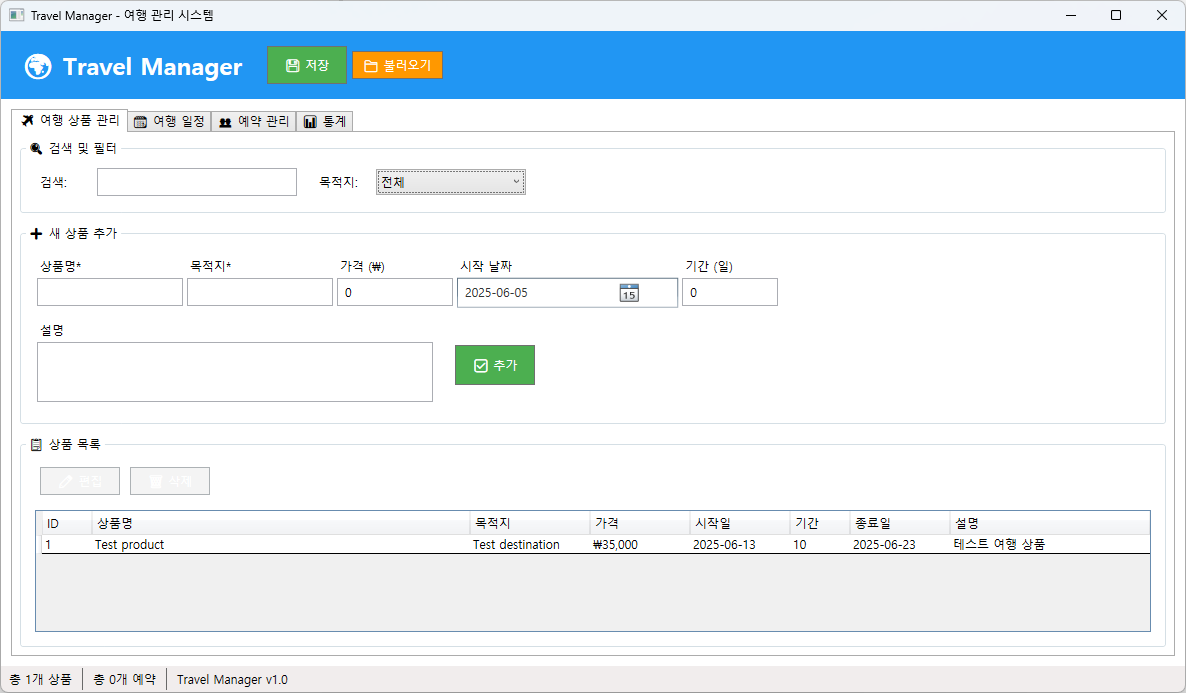 Travel Manager - 여행 관리 시스템
Travel Manager 저장 불러오기
여행 상품 관리 여행 일정 예약 관리 통계
검색 및 필터
검색: 목적지: 전체
새 상품 추가
상품명* 목적지* 가격 (₩) 시작 날짜 기간 (일)
0 2025-06-05 15 0
설명
추가
상품 목록
편집 삭제
ID 상품명 목적지 가격 시작일 기간 종료일 설명
1 Test product Test destination ₩35,000 2025-06-13 10 2025-06-23 테스트 여행 상품
총 1개 상품 총 0개 예약 Travel Manager v1.0